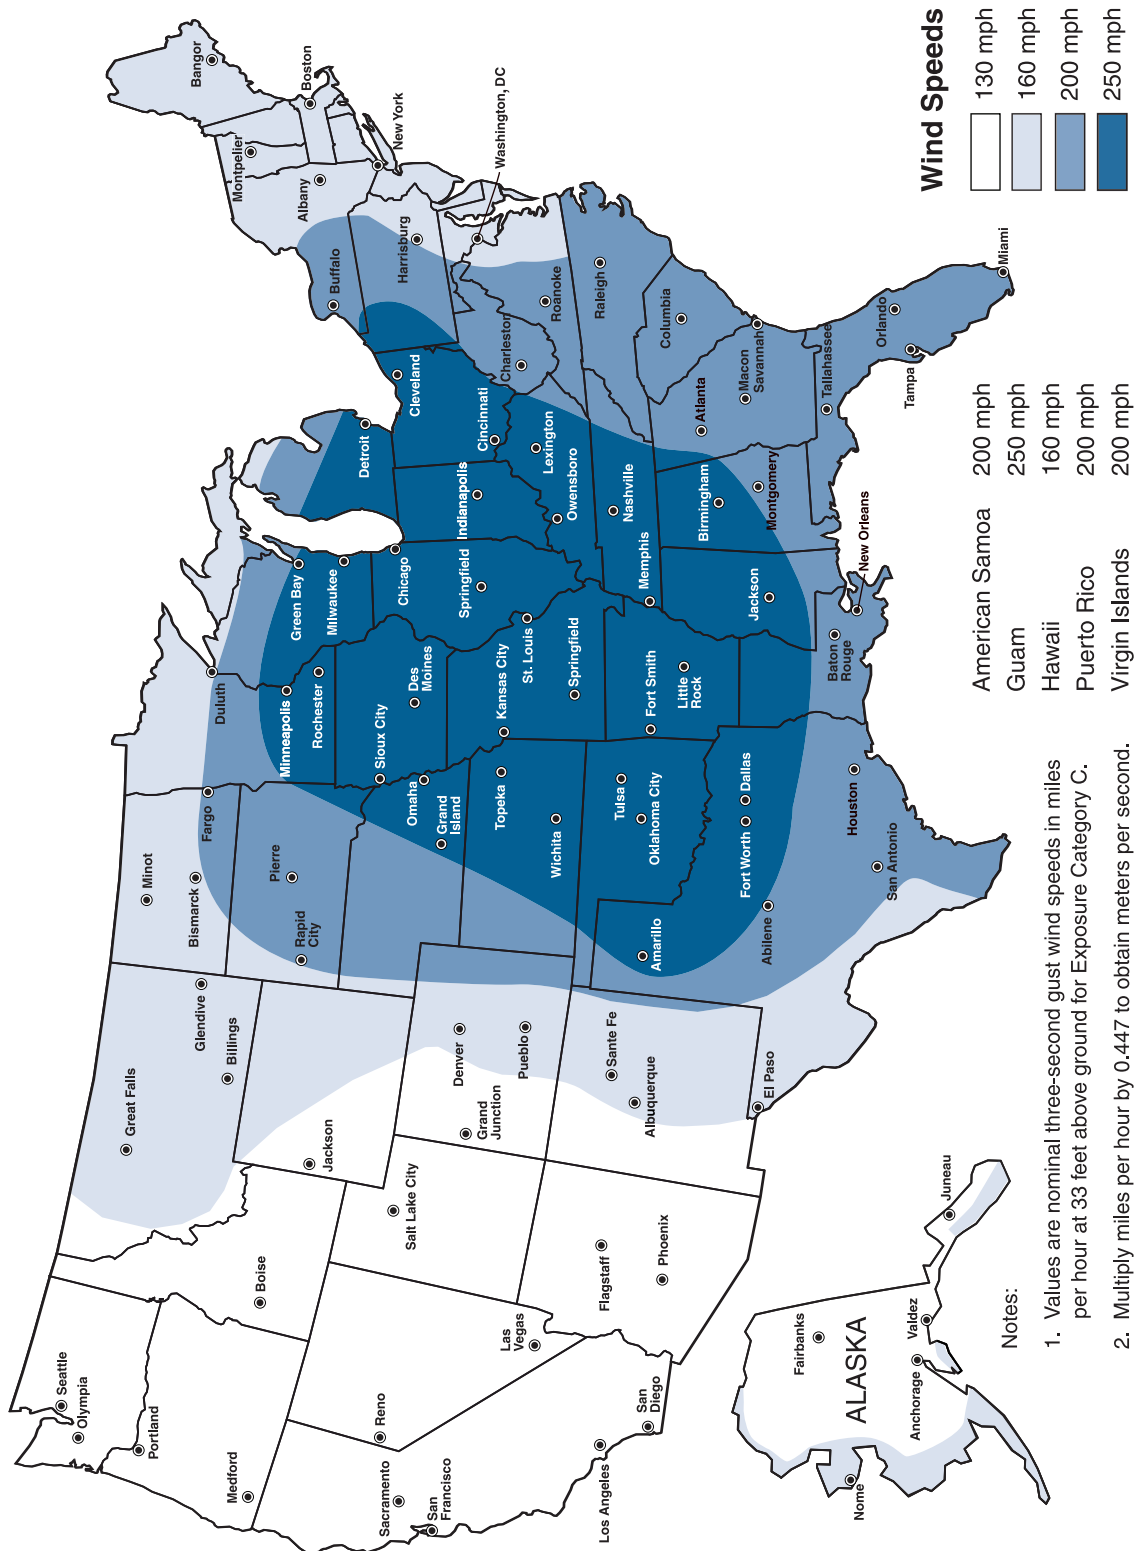 Seattle
Olympia
Portland
Medford
Boise
Reno
Sacramento
San
Francisco
Las
Vegas
Los Angeles
San
Diego
Salt Lake City
Flagstaff
Phoenix
Great Falls
Billings
Glendive
Jackson
Grand
Junction
Denver
Pueblo
Sante Fe
Albuquerque
El Paso
Minot
Bismarck
Fargo
Rapid
City
Pierre
Duluth
Minneapolis
Rochester
Sioux City
Des
Moines
Omaha
Grand
Island
Topeka
Wichita
Kansas City
St. Louis
Springfield
Tulsa
Oklahoma City
Fort Smith
Little
Rock
Amarillo
Fort Worth
Dallas
Abilene
San Antonio
Houston
Baton
Rouge
New Orleans
Jackson
Memphis
Nashville
Birmingham
Montgomery
Green Bay
Milwaukee
Chicago
Springfield
Indianapolis
Detroit
Cleveland
Cincinnati
Lexington
Owensboro
Charleston
Roanoke
Raleigh
Columbia
Atlanta
Macon
Savannah
Tallahassee
Orlando
Tampa
Miami
Buffalo
Harrisburg
Washington, DC
New York
Albany
Montpelier
Boston
Bangor
ALASKA
Fairbanks
Anchorage
Valdez
Nome
Juneau
Notes:
1. Values are nominal three-second gust wind speeds in miles
per hour at 33 feet above ground for Exposure Category C.
2. Multiply miles per hour by 0.447 to obtain meters per second.
American Samoa 200 mph
Guam 250 mph
Hawaii 160 mph
Puerto Rico 200 mph
Virgin Islands 200 mph
Wind Speeds
130 mph
160 mph
200 mph
250 mph